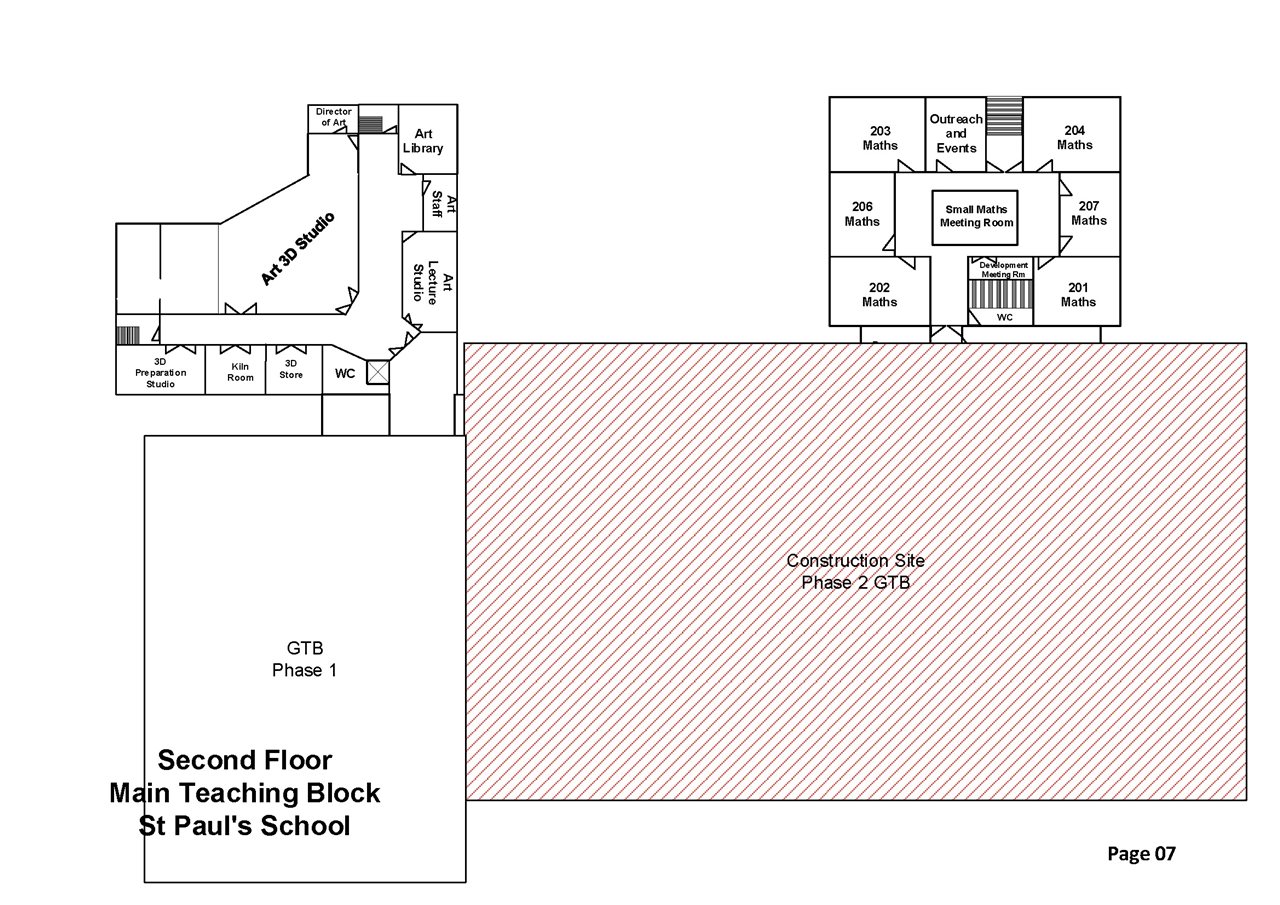 Director
of Art
Art
Library
Art
Staff
Art 3D Studio
Art
Lecture
Studio
3D
Preparation
Studio
Kiln
Room
3D
Store
WC
203
Maths
Outreach
and
Events
204
Maths
206
Maths
Small Maths
Meeting Room
207
Maths
202
Maths
Development
Meeting Rm
WC
201
Maths
Construction Site
Phase 2 GTB
GTB
Phase 1
Second Floor
Main Teaching Block
St Paul's School
Page 07